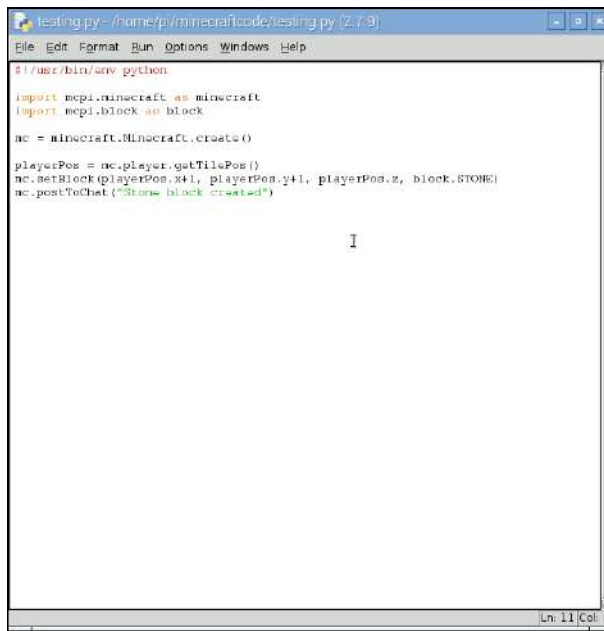 testing.py - /home/pi/minecraftcode/testing.py (2.7.9)
File Edit Format Run Options Windows Help
#!/usr/bin/env python
import mcpi.minecraft as minecraft
import mcpi.block as block
mc = minecraft.Minecraft.create()
playerPos = mc.player.getTilePos()
mc.setBlock(playerPos.x+1, playerPos.y+1, playerPos.z, block.STONE)
mc.postToChat("Stone block created")
Ln: 11 Col: